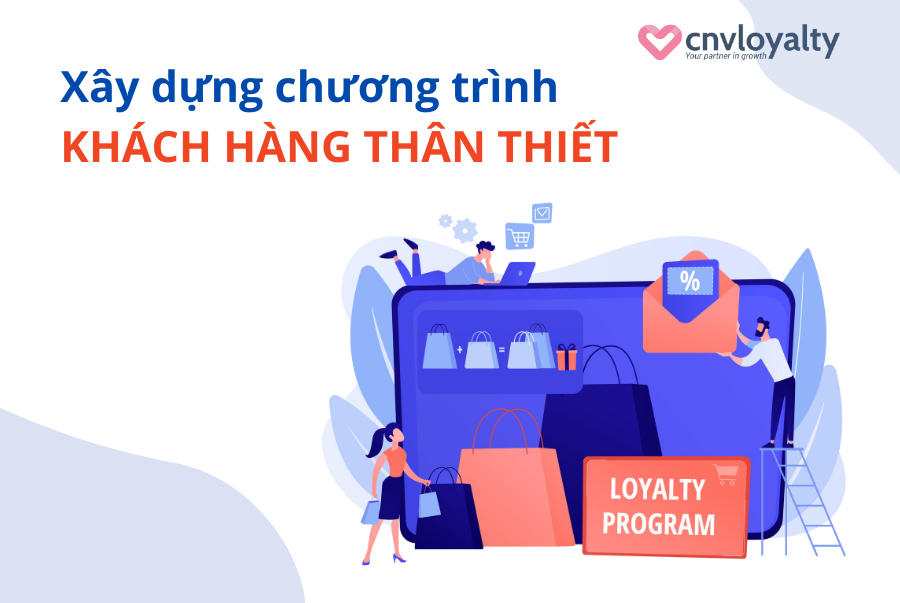 cnvloyalty
Your partner in growth
Xây dựng chương trình
KHÁCH HÀNG THÂN THIẾT
%
+ =
LOYALTY
PROGRAM